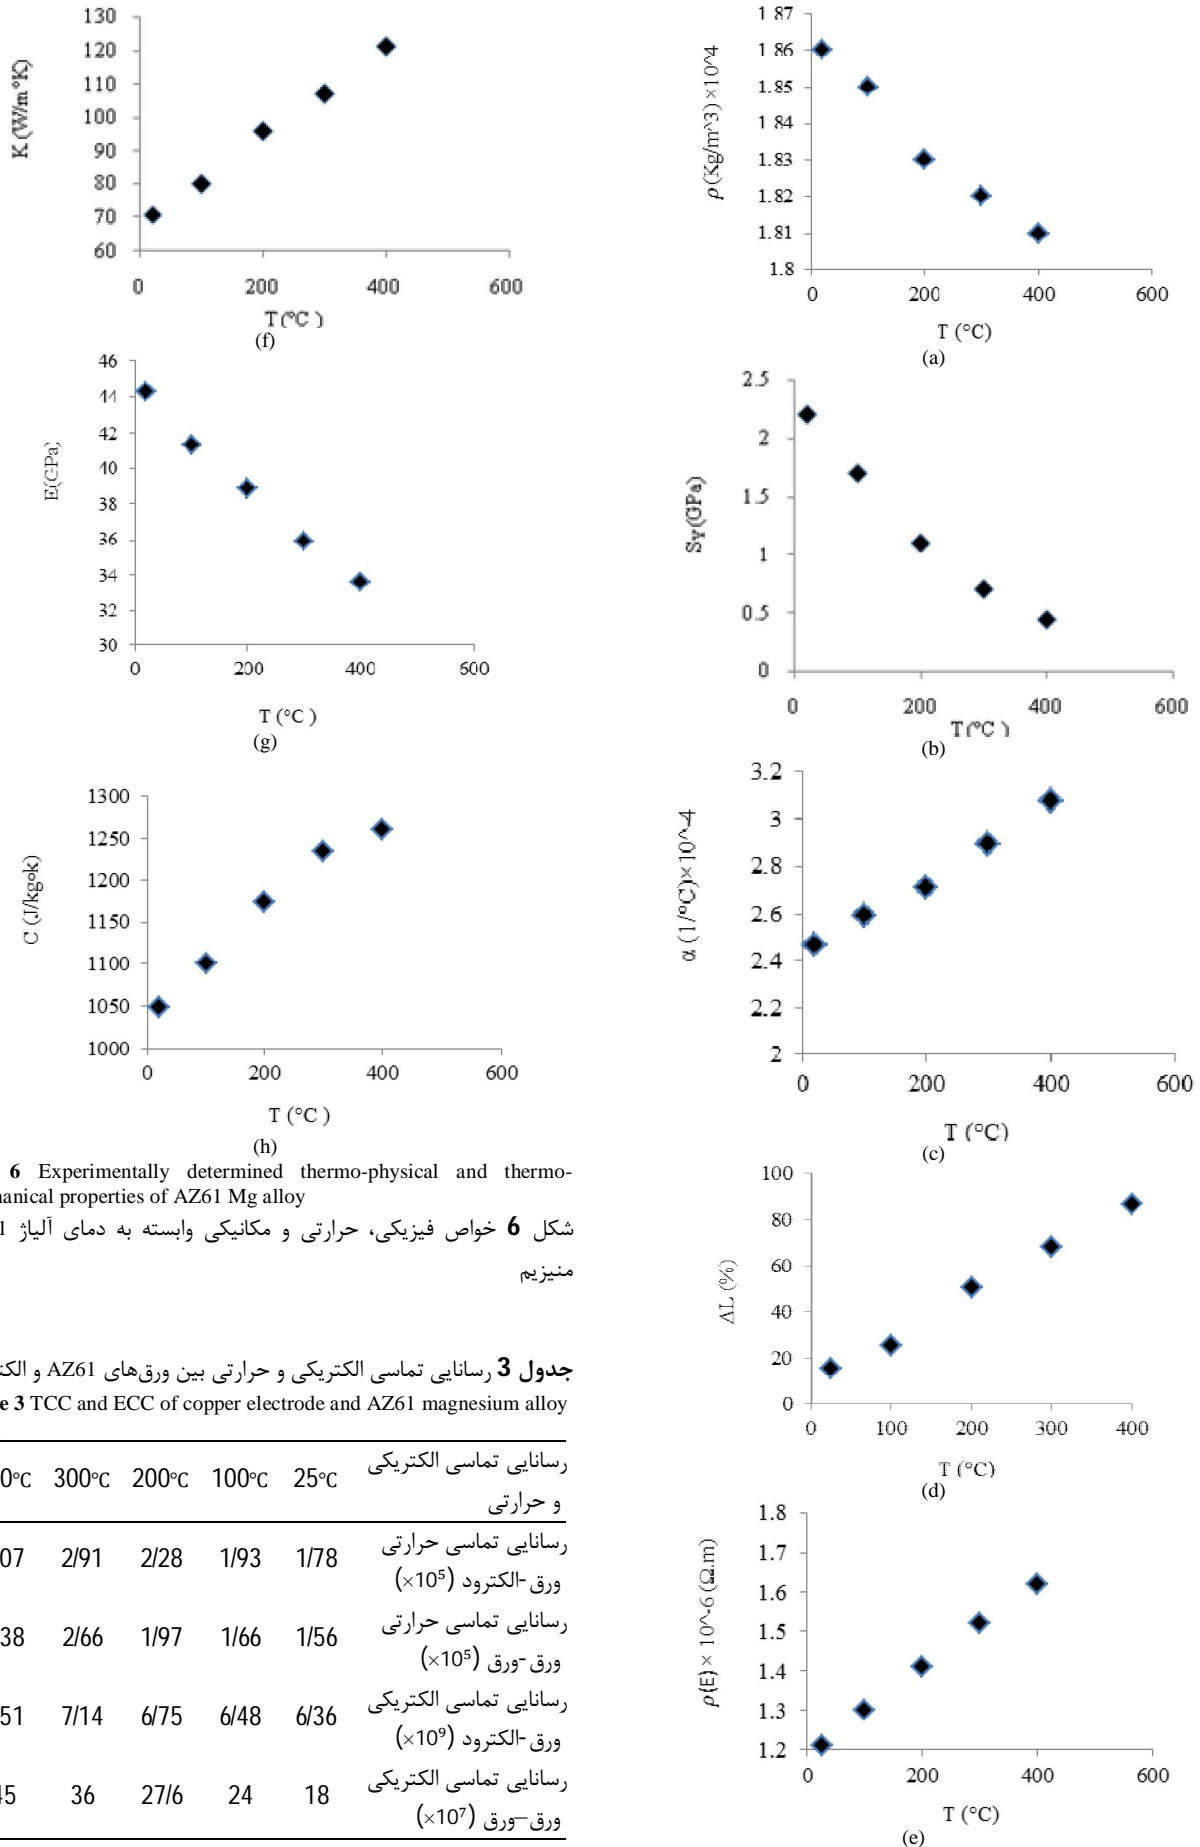 130
120
110
100
90
80
70
60
K (W/m°K)
0 200 400 600
T(°C )
(f)
46
44
42
40
38
36
34
32
30
E(GPa)
0 200 400 600
T (°C )
(g)
1300
1250
1200
1150
1100
1050
1000
C (J/kg°k)
0 200 400 600
T (°C )
(h)
6 Experimentally determined thermo-physical and thermo-
hanical properties of AZ61 Mg alloy
شکل 6 خواص فیزیکی، حرارتی و مکانیکی وابسته به دمای آلیاژ 1
منیزیم
جدول 3 رسانایی تماسی الکتریکی و حرارتی بین ورق‌های AZ61 و الکت
e 3 TCC and ECC of copper electrode and AZ61 magnesium alloy
رسانایی تماسی الکتریکی و حرارتی 25°C 100°C 200°C 300°C 0°C
رسانایی تماسی حرارتی ورق-الکترود (×10⁵) 1/78 1/93 2/28 2/91 07
رسانایی تماسی حرارتی ورق-ورق (×10⁵) 1/56 1/66 1/97 2/66 38
رسانایی تماسی الکتریکی ورق-الکترود (×10⁹) 6/36 6/48 6/75 7/14 51
رسانایی تماسی الکتریکی ورق–ورق (×10⁷) 18 24 27/6 36 45
1 87
1 86
1.85
1 84
1.83
1 82
1.81
1.8
ρ(Kg/m^3) ×10^4
0 200 400 600
T (°C)
(a)
2.5
2
1.5
1
0.5
0
SY(GPa)
0 200 400 600
T(°C )
(b)
3.2
3
2.8
2.6
2.4
2.2
2
α (1/°C)×10^-4
0 200 400 600
T (°C)
(c)
100
80
60
40
20
0
ΔL (%)
0 100 200 300 400
T (°C)
(d)
1.8
1.7
1.6
1.5
1.4
1.3
1.2
ρ(E) × 10^-6 (Ω.m)
0 200 400 600
T (°C)
(e)